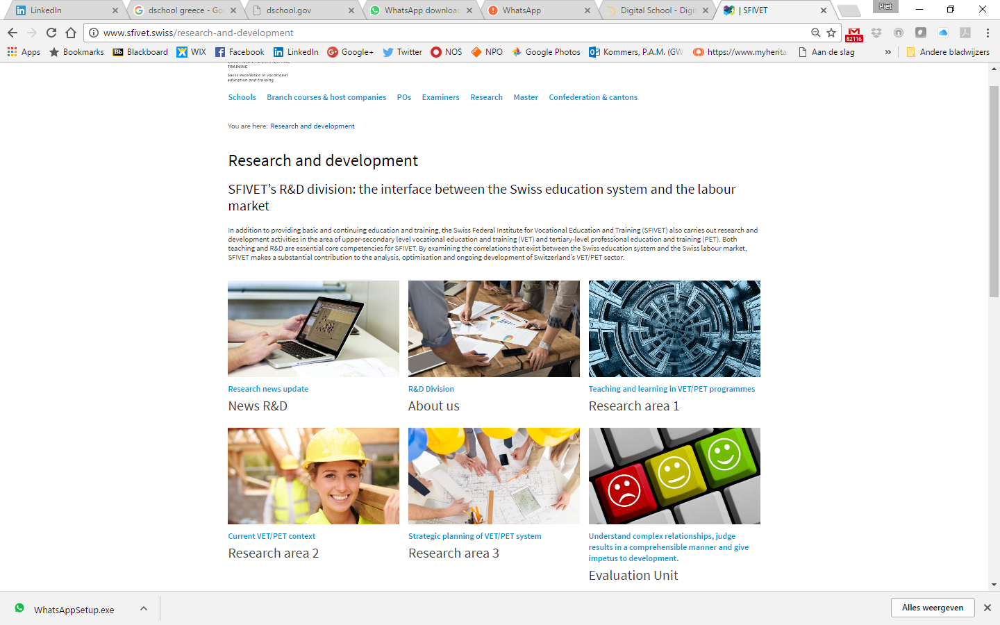 LinkedIn
dschool greece - Go
dschool.gov
WhatsApp downloa
WhatsApp
Digital School - Digi
| SFIVET
Piet
www.sfivet.swiss/research-and-development
82116
Apps
Bookmarks
Bb Blackboard
WIX
Facebook
LinkedIn
Google+
Twitter
NOS
NPO
Google Photos
Kommers, P.A.M. (GW
https://www.myherita
Aan de slag
»
Andere bladwijzers
TRAINING
Swiss excellence in vocational
education and training
Schools Branch courses & host companies POs Examiners Research Master Confederation & cantons
You are here: Research and development
Research and development
SFIVET’s R&D division: the interface between the Swiss education system and the labour
market
In addition to providing basic and continuing education and training, the Swiss Federal Institute for Vocational Education and Training (SFIVET) also carries out research and
development activities in the area of upper-secondary level vocational education and training (VET) and tertiary-level professional education and training (PET). Both
teaching and R&D are essential core competencies for SFIVET. By examining the correlations that exist between the Swiss education system and the Swiss labour market,
SFIVET makes a substantial contribution to the analysis, optimisation and ongoing development of Switzerland’s VET/PET sector.
Research news update
News R&D
R&D Division
About us
Teaching and learning in VET/PET programmes
Research area 1
Current VET/PET context
Research area 2
Strategic planning of VET/PET system
Research area 3
Understand complex relationships, judge
results in a comprehensible manner and give
impetus to development.
Evaluation Unit
WhatsAppSetup.exe
Alles weergeven